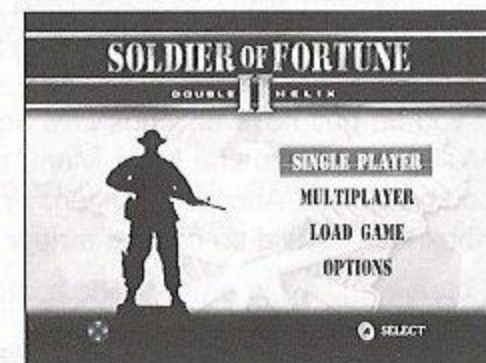 SOLDIER OF FORTUNE
II
DOUBLE HELIX
SINGLE PLAYER
MULTIPLAYER
LOAD GAME
OPTIONS
A SELECT